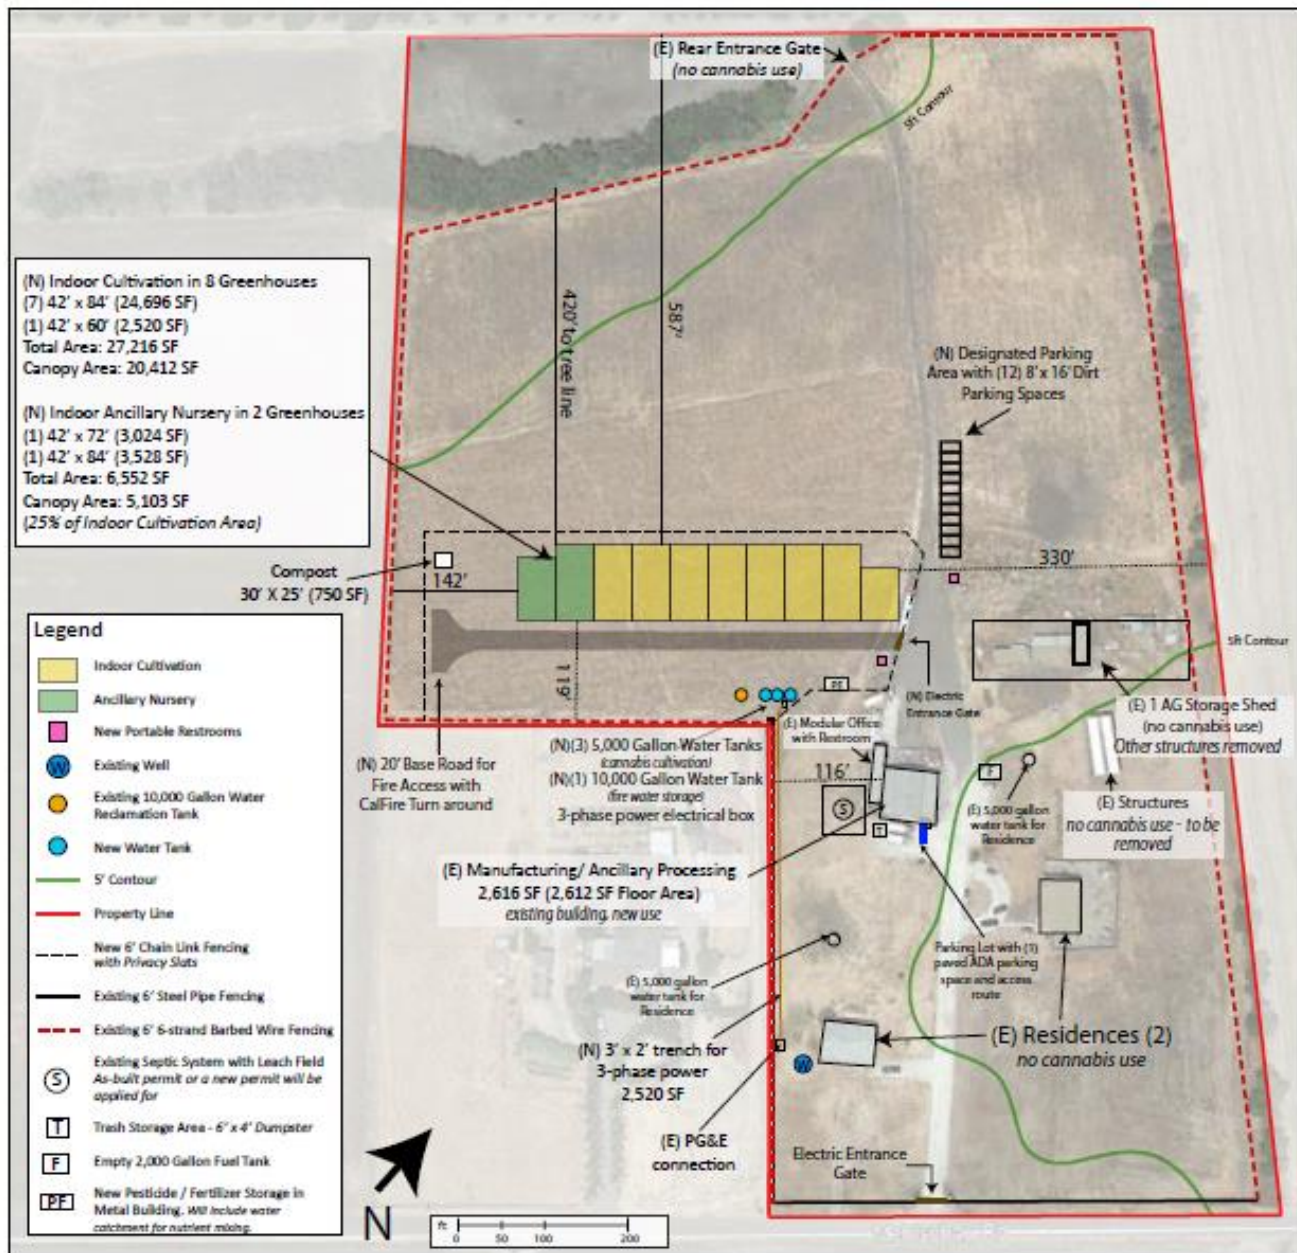 (E) Rear Entrance Gate
(no cannabis use)
5ft Contour
(N) Indoor Cultivation in 8 Greenhouses
(7) 42' x 84' (24,696 SF)
(1) 42' x 60' (2,520 SF)
Total Area: 27,216 SF
Canopy Area: 20,412 SF
(N) Indoor Ancillary Nursery in 2 Greenhouses
(1) 42' x 72' (3,024 SF)
(1) 42' x 84' (3,528 SF)
Total Area: 6,552 SF
Canopy Area: 5,103 SF
(25% of Indoor Cultivation Area)
420' to tree line
587'
(N) Designated Parking
Area with (12) 8' x 16' Dirt
Parking Spaces
Compost
30' X 25' (750 SF)
142'
330'
119'
5ft Contour
Legend
Indoor Cultivation
Ancillary Nursery
New Portable Restrooms
W
Existing Well
Existing 10,000 Gallon Water
Reclamation Tank
New Water Tank
5' Contour
Property Line
New 6' Chain Link Fencing
with Privacy Slats
Existing 6' Steel Pipe Fencing
Existing 6' 6-strand Barbed Wire Fencing
S
Existing Septic System with Leach Field
As-built permit or a new permit will be
applied for
T
Trash Storage Area - 6' x 4' Dumpster
F
Empty 2,000 Gallon Fuel Tank
PF
New Pesticide / Fertilizer Storage in
Metal Building. Will include water
catchment for nutrient mixing.
(N) 20' Base Road for
Fire Access with
CalFire Turn around
PF
(N) Electric
Entrance Gate
(E) 1 AG Storage Shed
(no cannabis use)
Other structures removed
(N)(3) 5,000 Gallon Water Tanks
(cannabis cultivation)
(N)(1) 10,000 Gallon Water Tank
(fire water storage)
3-phase power electrical box
(E) Modular Office
with Restroom
116'
S
T
F
(E) 5,000 gallon
water tank for
Residence
(E) Structures
no cannabis use - to be
removed
(E) Manufacturing/ Ancillary Processing
2,616 SF (2,612 SF Floor Area)
existing building, new use
Parking Lot with (1)
paved ADA parking
space and access
route
(E) 5,000 gallon
water tank for
Residence
(N) 3' x 2' trench for
3-phase power
2,520 SF
W
(E) Residences (2)
no cannabis use
(E) PG&E
connection
Electric Entrance
Gate
N
ft
0 50 100 200